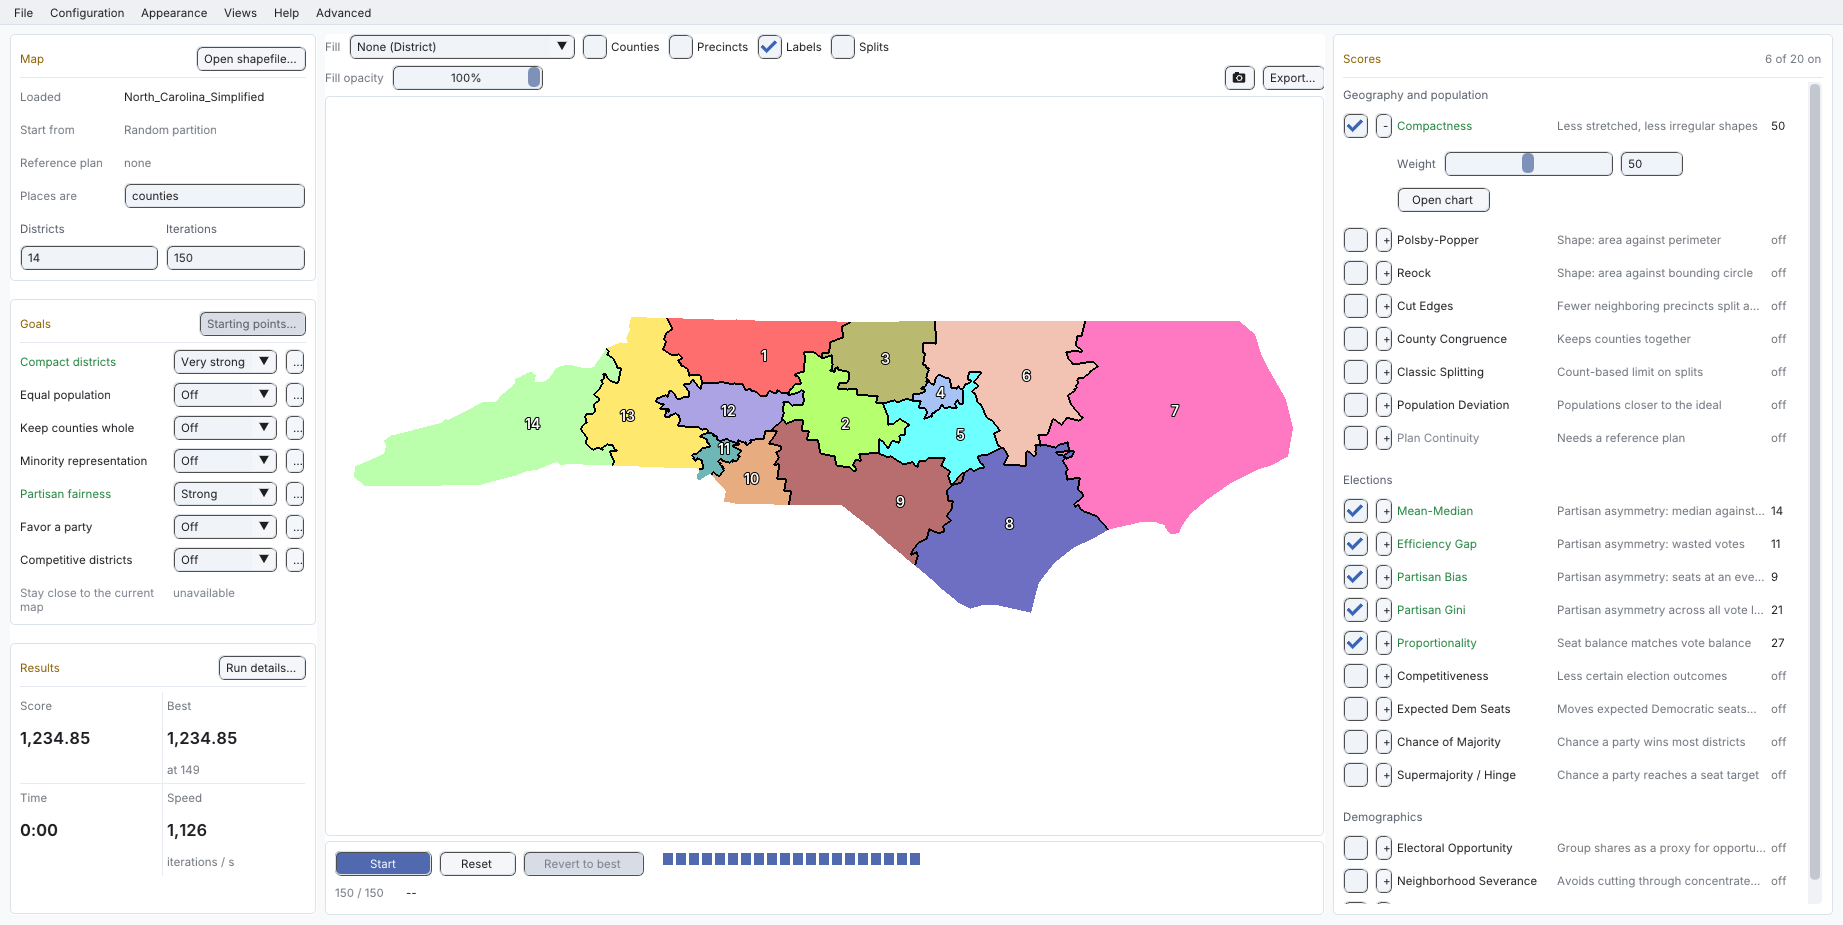 File Configuration Appearance Views Help Advanced
Map Open shapefile...
Loaded North_Carolina_Simplified
Start from Random partition
Reference plan none
Places are counties
Districts Iterations
14 150
Goals Starting points...
Compact districts Very strong ...
Equal population Off ...
Keep counties whole Off ...
Minority representation Off ...
Partisan fairness Strong ...
Favor a party Off ...
Competitive districts Off ...
Stay close to the current unavailable
map
Results Run details...
Score Best
1,234.85 1,234.85
at 149
Time Speed
0:00 1,126
iterations / s
Fill None (District) Counties Precincts Labels Splits
Fill opacity 100% Export...
1
3
6
4
7
12
13
14
2
5
11
10
9
8
Start Reset Revert to best
150 / 150 --
Scores 6 of 20 on
Geography and population
- Compactness Less stretched, less irregular shapes 50
Weight 50
Open chart
+ Polsby-Popper Shape: area against perimeter off
+ Reock Shape: area against bounding circle off
+ Cut Edges Fewer neighboring precincts split a... off
+ County Congruence Keeps counties together off
+ Classic Splitting Count-based limit on splits off
+ Population Deviation Populations closer to the ideal off
+ Plan Continuity Needs a reference plan off
Elections
+ Mean-Median Partisan asymmetry: median against... 14
+ Efficiency Gap Partisan asymmetry: wasted votes 11
+ Partisan Bias Partisan asymmetry: seats at an eve... 9
+ Partisan Gini Partisan asymmetry across all vote l... 21
+ Proportionality Seat balance matches vote balance 27
+ Competitiveness Less certain election outcomes off
+ Expected Dem Seats Moves expected Democratic seats... off
+ Chance of Majority Chance a party wins most districts off
+ Supermajority / Hinge Chance a party reaches a seat target off
Demographics
+ Electoral Opportunity Group shares as a proxy for opportu... off
+ Neighborhood Severance Avoids cutting through concentrate... off